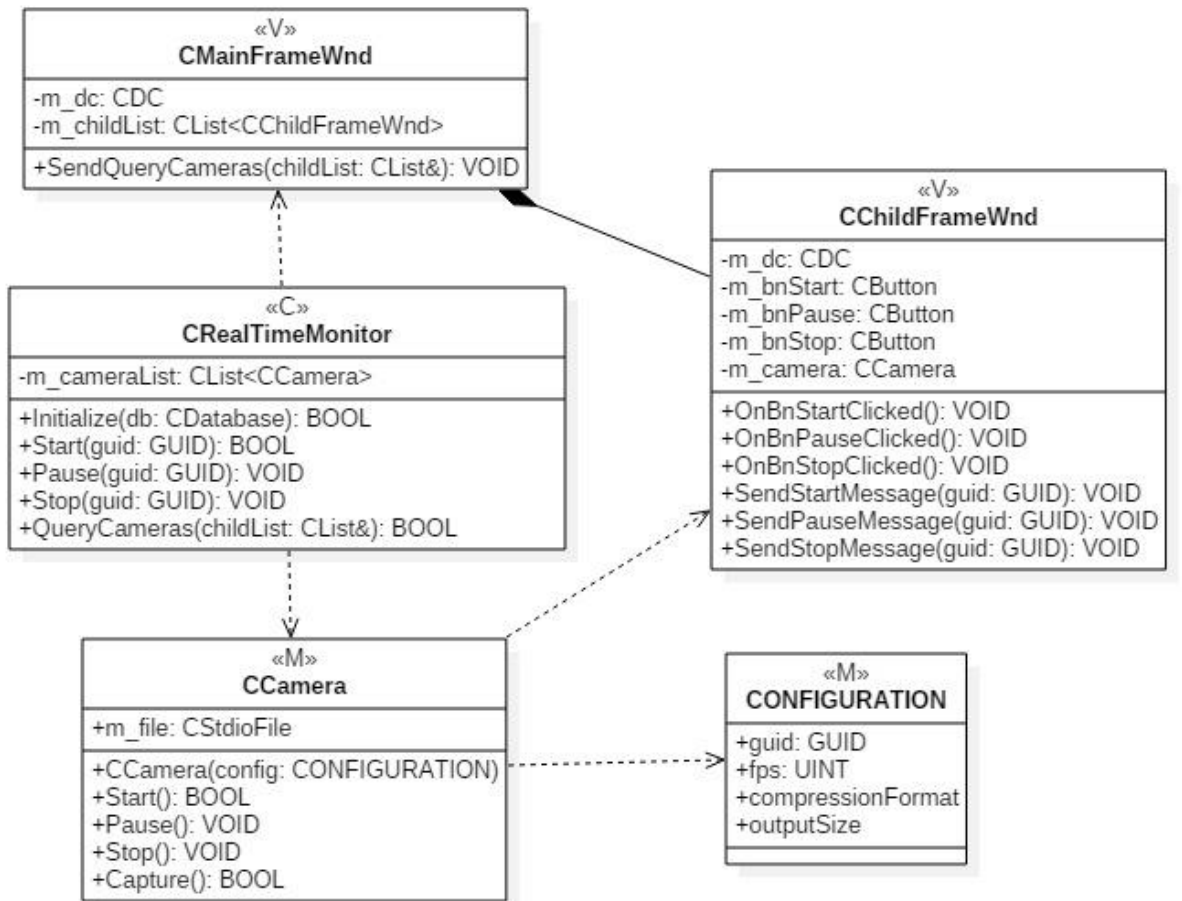 «V»
CMainFrameWnd
-m_dc: CDC
-m_childList: CList<CChildFrameWnd>
+SendQueryCameras(childList: CList&): VOID
«V»
CChildFrameWnd
-m_dc: CDC
-m_bnStart: CButton
-m_bnPause: CButton
-m_bnStop: CButton
-m_camera: CCamera
+OnBnStartClicked(): VOID
+OnBnPauseClicked(): VOID
+OnBnStopClicked(): VOID
+SendStartMessage(guid: GUID): VOID
+SendPauseMessage(guid: GUID): VOID
+SendStopMessage(guid: GUID): VOID
«C»
CRealTimeMonitor
-m_cameraList: CList<CCamera>
+Initialize(db: CDatabase): BOOL
+Start(guid: GUID): BOOL
+Pause(guid: GUID): VOID
+Stop(guid: GUID): VOID
+QueryCameras(childList: CList&): BOOL
«M»
CCamera
+m_file: CStdioFile
+CCamera(config: CONFIGURATION)
+Start(): BOOL
+Pause(): VOID
+Stop(): VOID
+Capture(): BOOL
«M»
CONFIGURATION
+guid: GUID
+fps: UINT
+compressionFormat
+outputSize